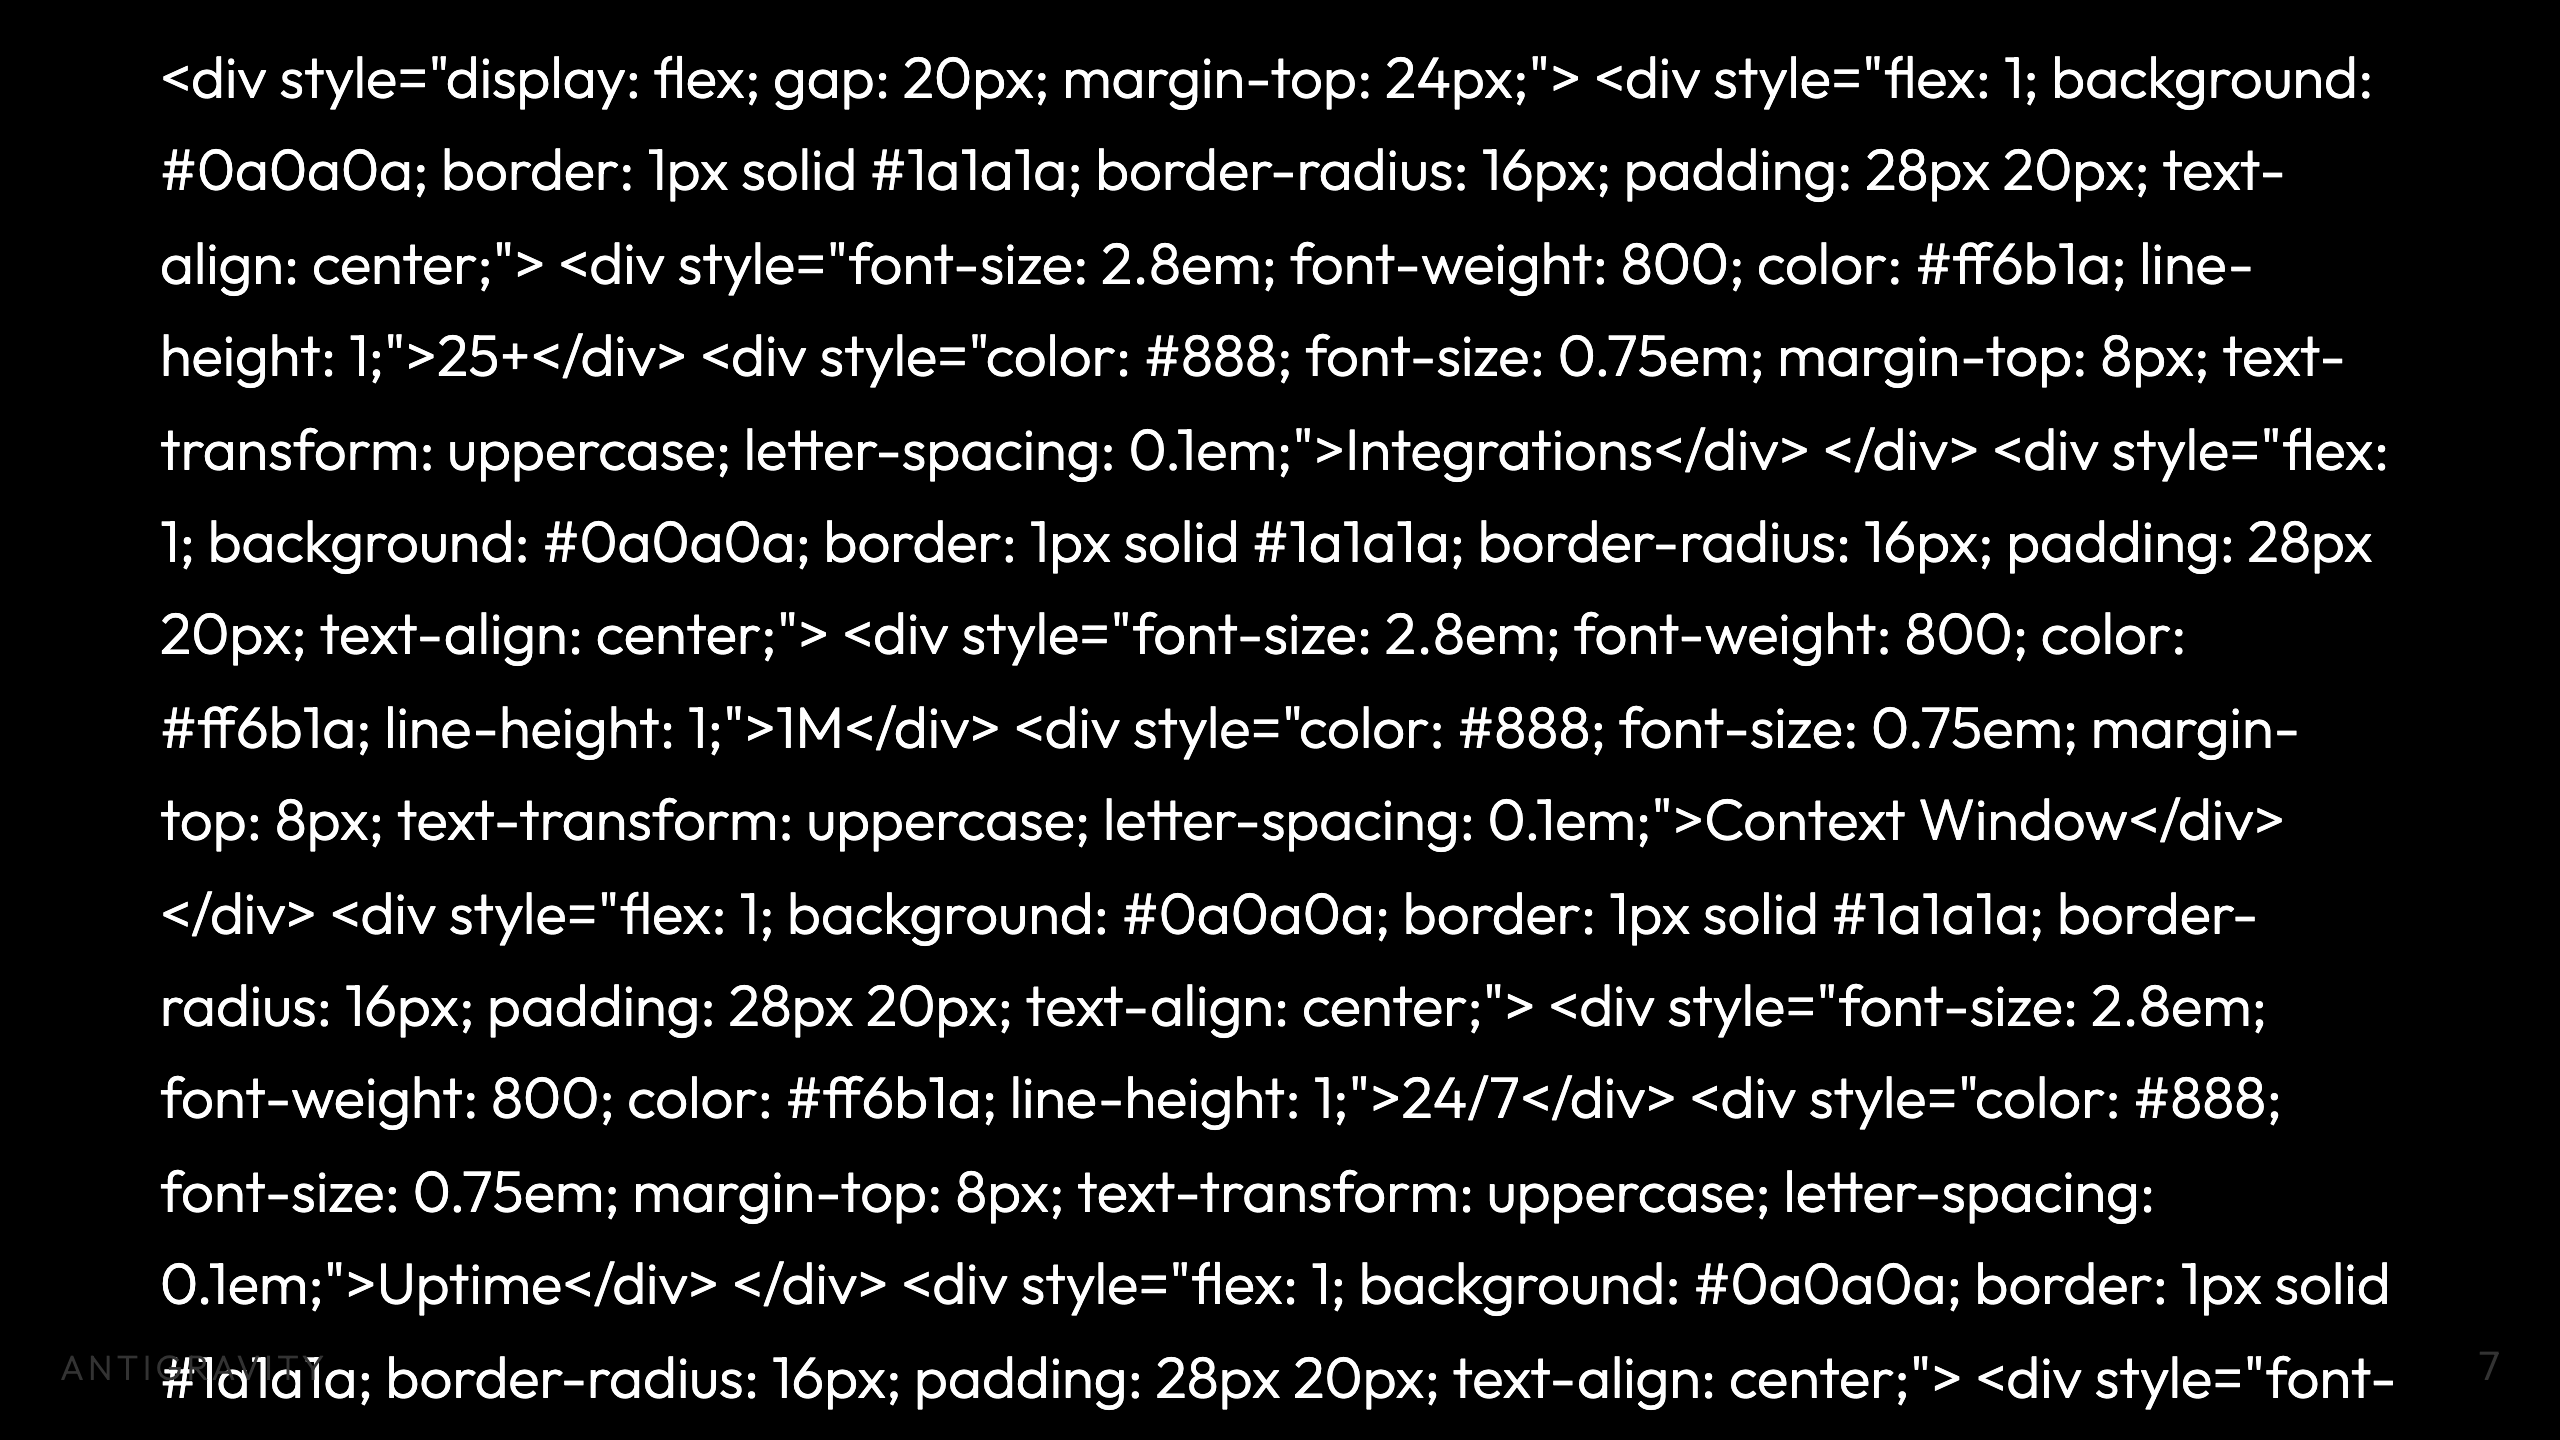 <div style="display: flex; gap: 20px; margin-top: 24px;"> <div style="flex: 1; background:
#0a0a0a; border: 1px solid #1a1a1a; border-radius: 16px; padding: 28px 20px; text-
align: center;"> <div style="font-size: 2.8em; font-weight: 800; color: #ff6b1a; line-
height: 1;">25+</div> <div style="color: #888; font-size: 0.75em; margin-top: 8px; text-
transform: uppercase; letter-spacing: 0.1em;">Integrations</div> </div> <div style="flex:
1; background: #0a0a0a; border: 1px solid #1a1a1a; border-radius: 16px; padding: 28px
20px; text-align: center;"> <div style="font-size: 2.8em; font-weight: 800; color:
#ff6b1a; line-height: 1;">1M</div> <div style="color: #888; font-size: 0.75em; margin-
top: 8px; text-transform: uppercase; letter-spacing: 0.1em;">Context Window</div>
</div> <div style="flex: 1; background: #0a0a0a; border: 1px solid #1a1a1a; border-
radius: 16px; padding: 28px 20px; text-align: center;"> <div style="font-size: 2.8em;
font-weight: 800; color: #ff6b1a; line-height: 1;">24/7</div> <div style="color: #888;
font-size: 0.75em; margin-top: 8px; text-transform: uppercase; letter-spacing:
0.1em;">Uptime</div> </div> <div style="flex: 1; background: #0a0a0a; border: 1px solid
#1a1a1a; border-radius: 16px; padding: 28px 20px; text-align: center;"> <div style="font-
ANTIGRAVITY
7